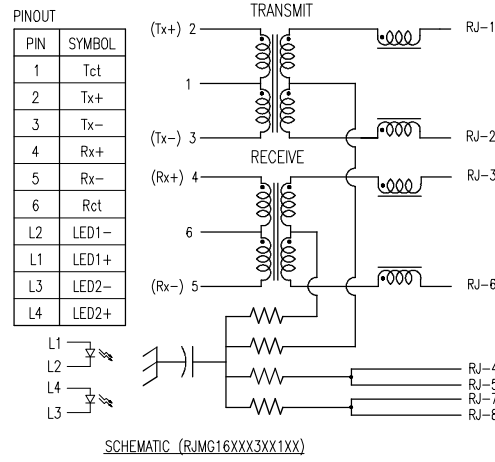 PINOUT
PIN SYMBOL
1 Tct
2 Tx+
3 Tx-
4 Rx+
5 Rx-
6 Rct
L2 LED1-
L1 LED1+
L3 LED2-
L4 LED2+
TRANSMIT
(Tx+) 2
RJ-1
1
(Tx-) 3
RJ-2
RECEIVE
(Rx+) 4
RJ-3
6
(Rx-) 5
RJ-6
RJ-4
RJ-5
RJ-7
RJ-8
L1
L2
L4
L3
SCHEMATIC (RJMG16XXX3XX1XX)